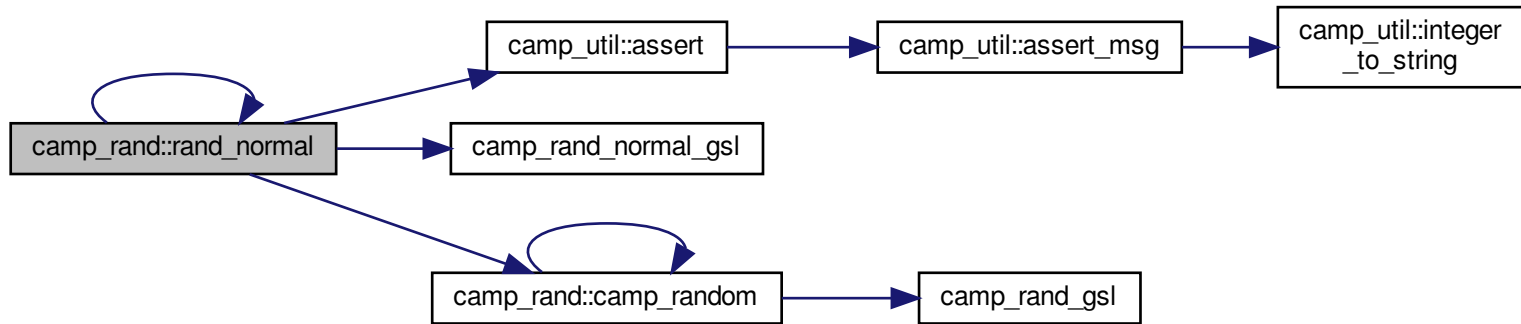 camp_util::assert
camp_util::assert_msg
camp_util::integer
_to_string
camp_rand::rand_normal
camp_rand_normal_gsl
camp_rand::camp_random
camp_rand_gsl